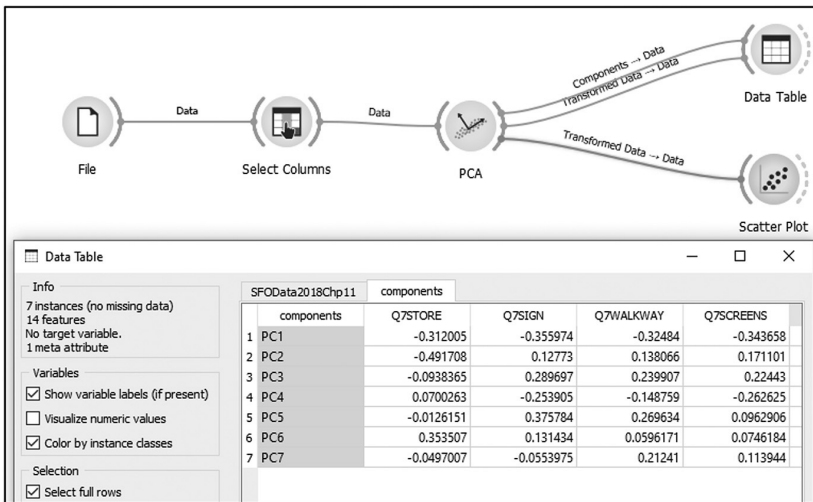 Components → Data
Transformed Data → Data
Data Table
Data
Data
File
Select Columns
PCA
Transformed Data → Data
Scatter Plot
Data Table
Info
7 instances (no missing data)
14 features
No target variable.
1 meta attribute
Variables
Show variable labels (if present)
Visualize numeric values
Color by instance classes
Selection
Select full rows
SFOData2018Chp11 components
components Q7STORE Q7SIGN Q7WALKWAY Q7SCREENS
1 PC1 -0.312005 -0.355974 -0.32484 -0.343658
2 PC2 -0.491708 0.12773 0.138066 0.171101
3 PC3 -0.0938365 0.289697 0.239907 0.22443
4 PC4 0.0700263 -0.253905 -0.148759 -0.262625
5 PC5 -0.0126151 0.375784 0.269634 0.0962906
6 PC6 0.353507 0.131434 0.0596171 0.0746184
7 PC7 -0.0497007 -0.0553975 0.21241 0.113944